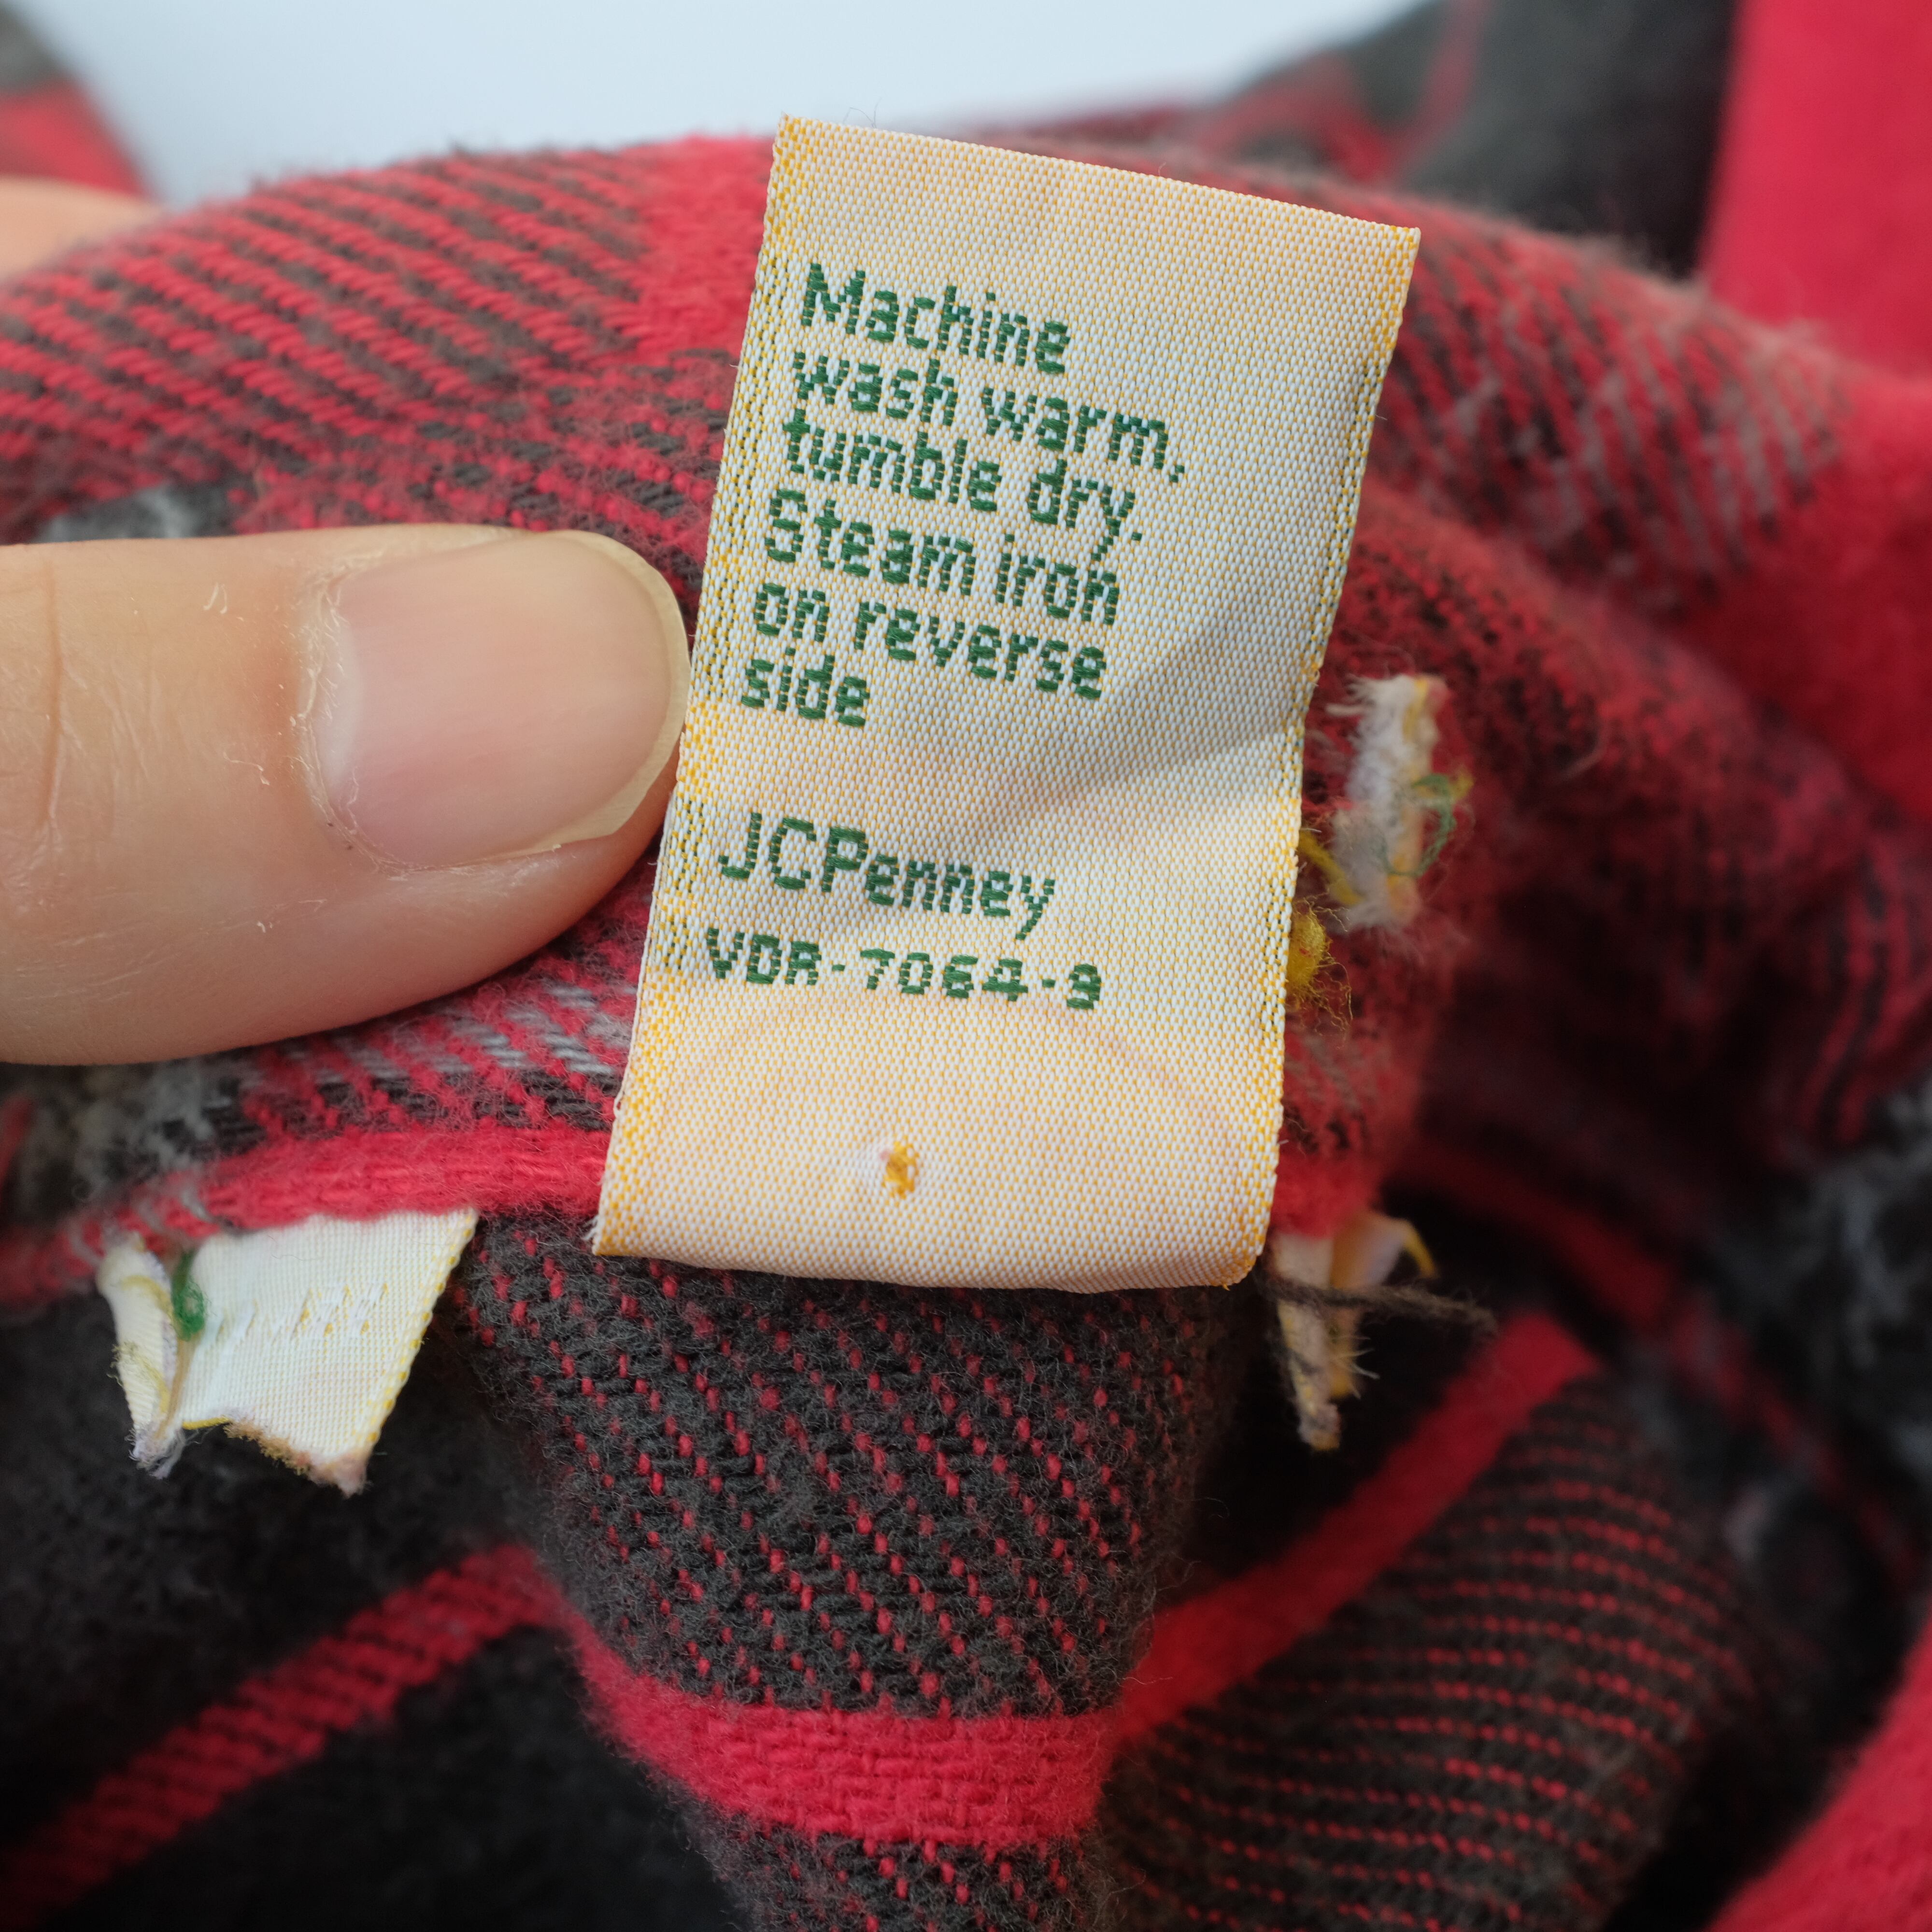 Machine
wash warm,
tumble dry.
Steam iron
on reverse
side
JCPenney
VDR-7064-9